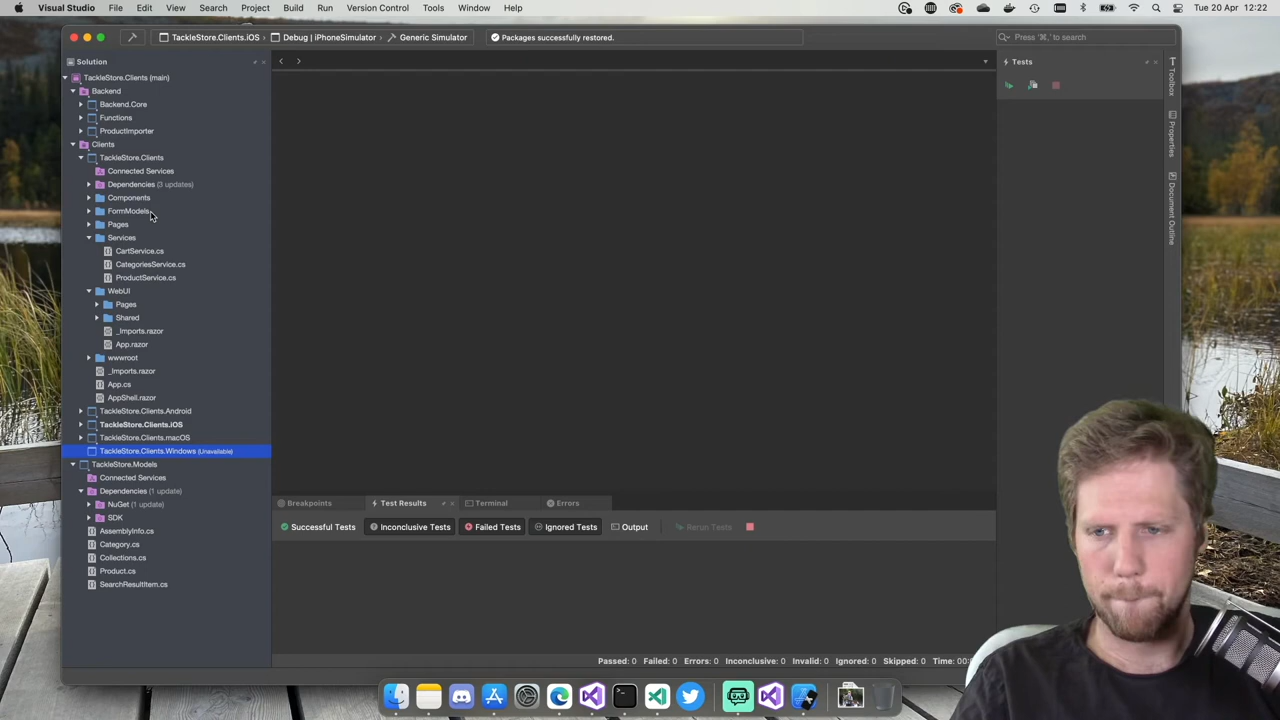 Visual Studio File Edit View Search Project Build Run Version Control Tools Window Help Tue 20 Apr 12:22
TackleStore.Clients.iOS Debug | iPhoneSimulator Generic Simulator Packages successfully restored. Press '⌘.' to search
Solution
Tests
TackleStore.Clients (main)
Backend
Backend.Core
Functions
ProductImporter
Clients
TackleStore.Clients
Connected Services
Dependencies (3 updates)
Components
FormModels
Pages
Services
CartService.cs
CategoriesService.cs
ProductService.cs
WebUI
Pages
Shared
_Imports.razor
App.razor
wwwroot
_Imports.razor
App.cs
AppShell.razor
TackleStore.Clients.Android
TackleStore.Clients.iOS
TackleStore.Clients.macOS
TackleStore.Clients.Windows (Unavailable)
TackleStore.Models
Connected Services
Dependencies (1 update)
NuGet (1 update)
SDK
AssemblyInfo.cs
Category.cs
Collections.cs
Product.cs
SearchResultItem.cs
Breakpoints Test Results Terminal Errors
Successful Tests Inconclusive Tests Failed Tests Ignored Tests Output Rerun Tests
Passed: 0 Failed: 0 Errors: 0 Inconclusive: 0 Invalid: 0 Ignored: 0 Skipped: 0 Time: 00:
Toolbox
Properties
Document Outline